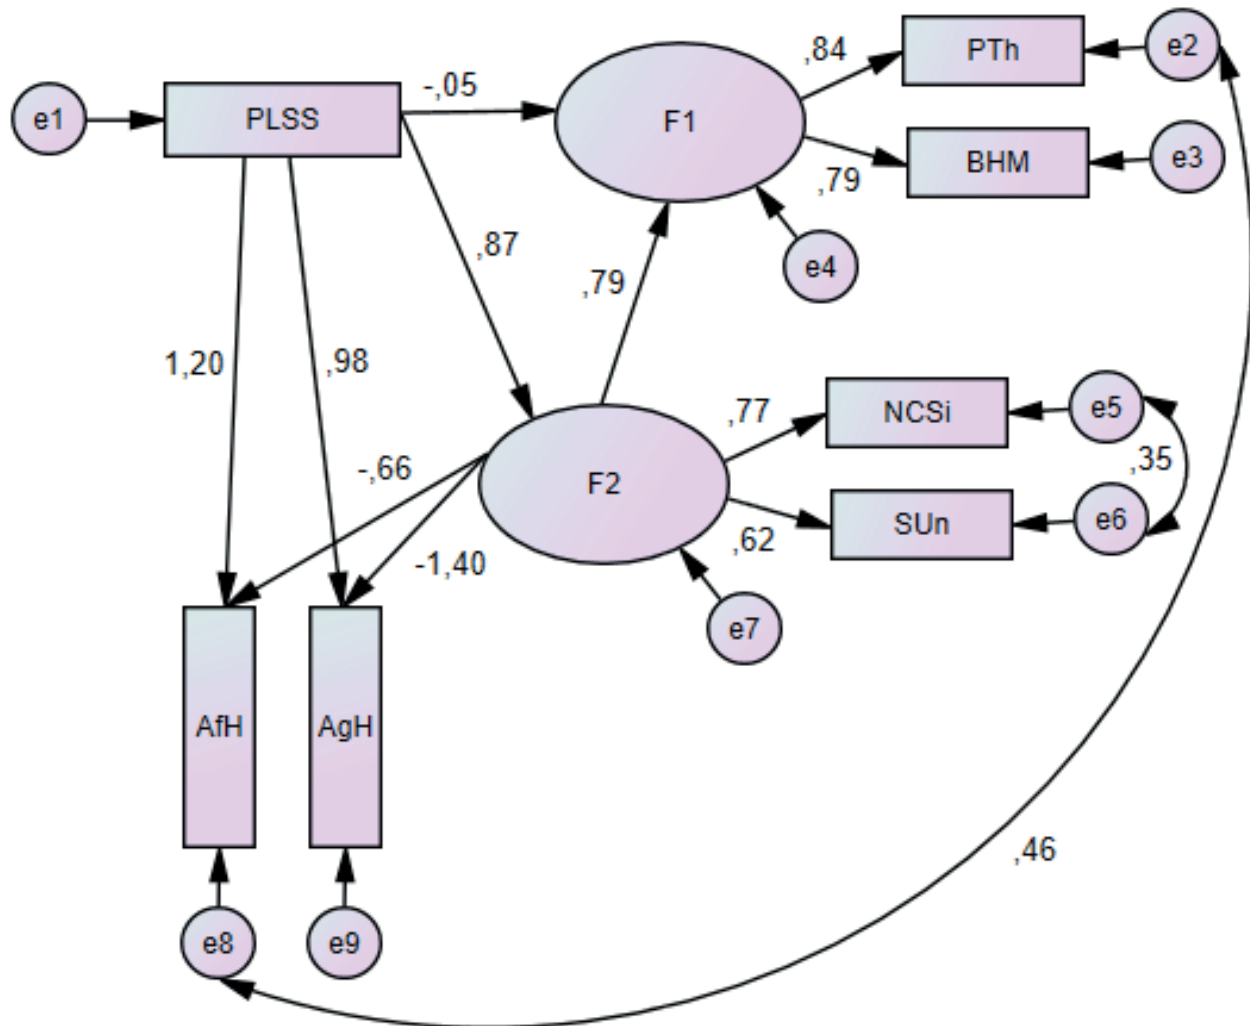 PTh
e2
,84
-,05
e1
PLSS
F1
BHM
e3
,79
,87
,79
e4
1,20
,98
,77
NCSi
e5
,35
-,66
F2
SUn
e6
,62
-1,40
e7
AfH
AgH
,46
e8
e9